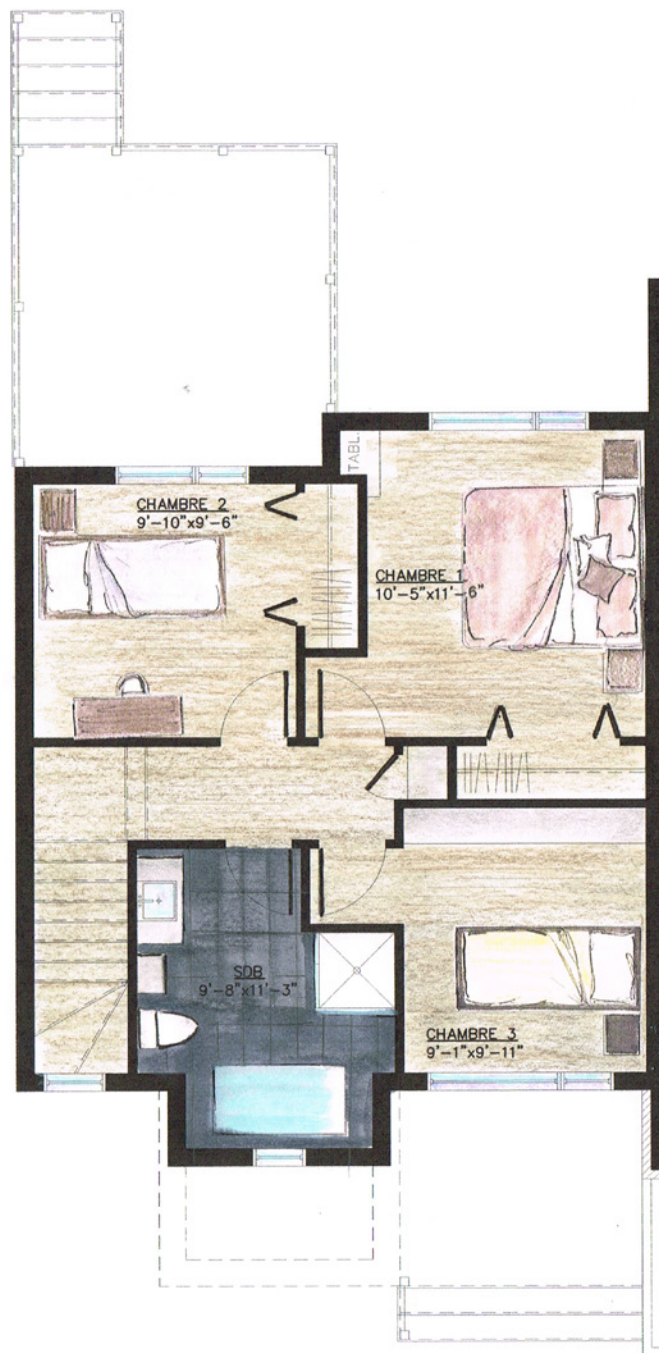 TABL.
CHAMBRE 2
9'-10"x9'-6"
CHAMBRE 1
10'-5"x11'-6"
SDB
9'-8"x11'-3"
CHAMBRE 3
9'-1"x9'-11"